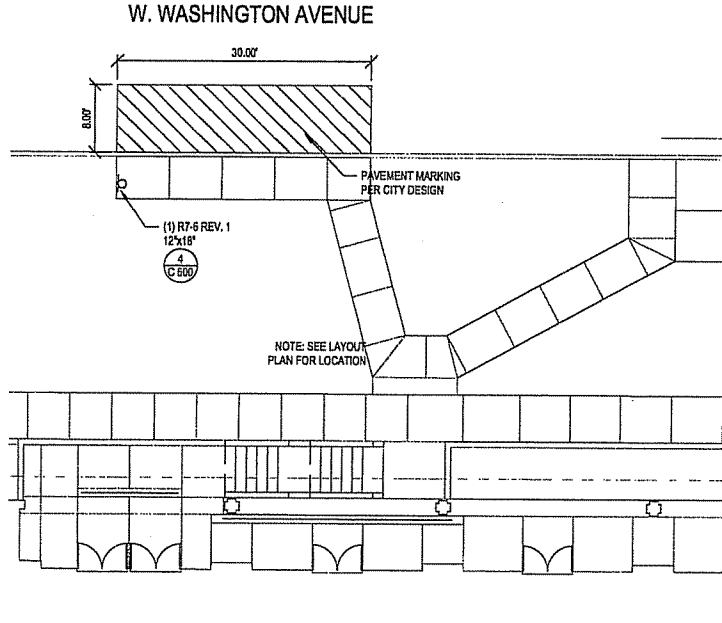 W. WASHINGTON AVENUE
30.00'
8.00'
PAVEMENT MARKING
PER CITY DESIGN
(1) R7-6 REV. 1
12"x18"
4
C 600
NOTE: SEE LAYOUT
PLAN FOR LOCATION